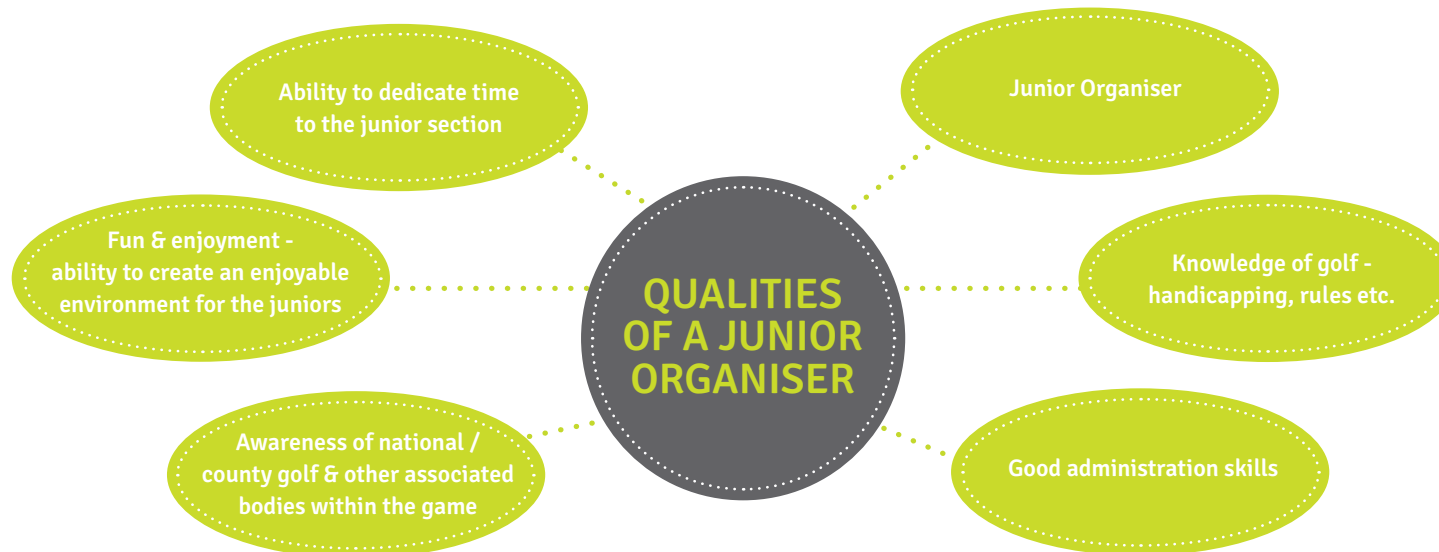 Ability to dedicate time
to the junior section
Junior Organiser
Fun & enjoyment -
ability to create an enjoyable
environment for the juniors
Knowledge of golf -
handicapping, rules etc.
QUALITIES
OF A JUNIOR
ORGANISER
Awareness of national /
county golf & other associated
bodies within the game
Good administration skills